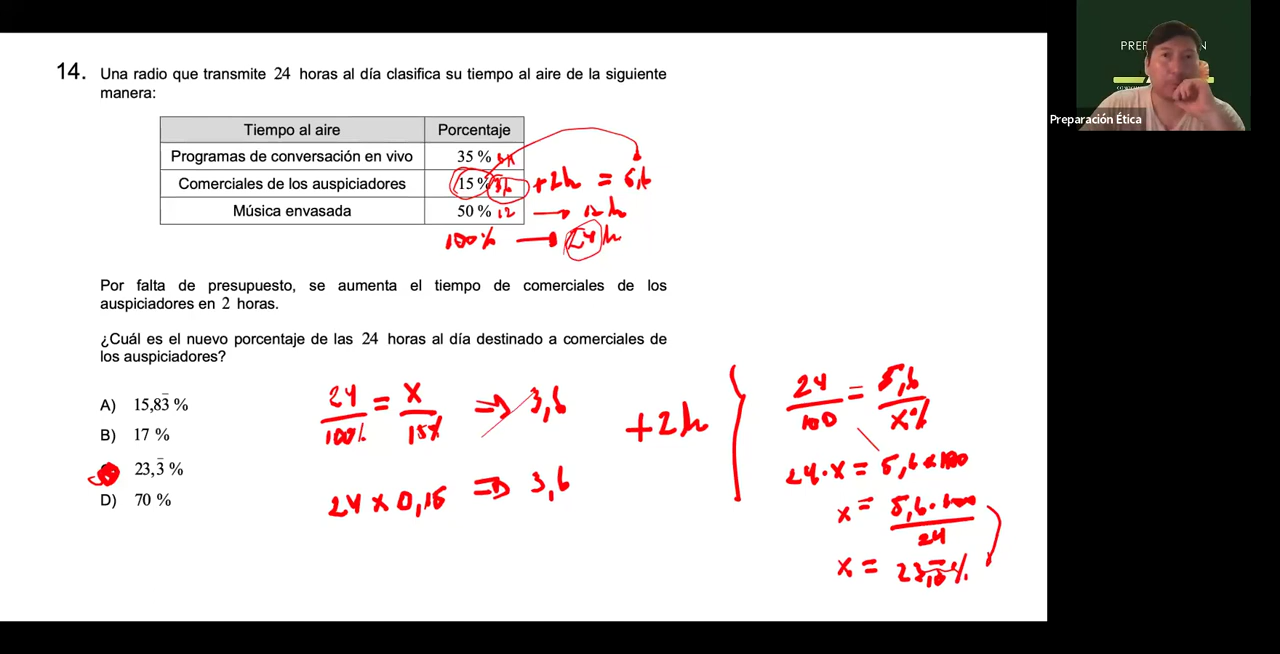 14. Una radio que transmite 24 horas al día clasifica su tiempo al aire de la siguiente
manera:
Tiempo al aire Porcentaje
Programas de conversación en vivo 35 %
Comerciales de los auspiciadores 15 % +2h = 5,6
Música envasada 50 % 12 → 12 h
100% → 24 h
Por falta de presupuesto, se aumenta el tiempo de comerciales de los
auspiciadores en 2 horas.
¿Cuál es el nuevo porcentaje de las 24 horas al día destinado a comerciales de
los auspiciadores?
A) 15,83̅ %
B) 17 %
23,3̅ %
D) 70 %
24/100% = x/15% ⇒ 3,6
24 x 0,15 ⇒ 3,6
+2h
24/100 = 5,6/x%
24·x = 5,6 x 100
x = 5,6·100/24
x = 23,3̅%
PREP
N
Preparación Ética